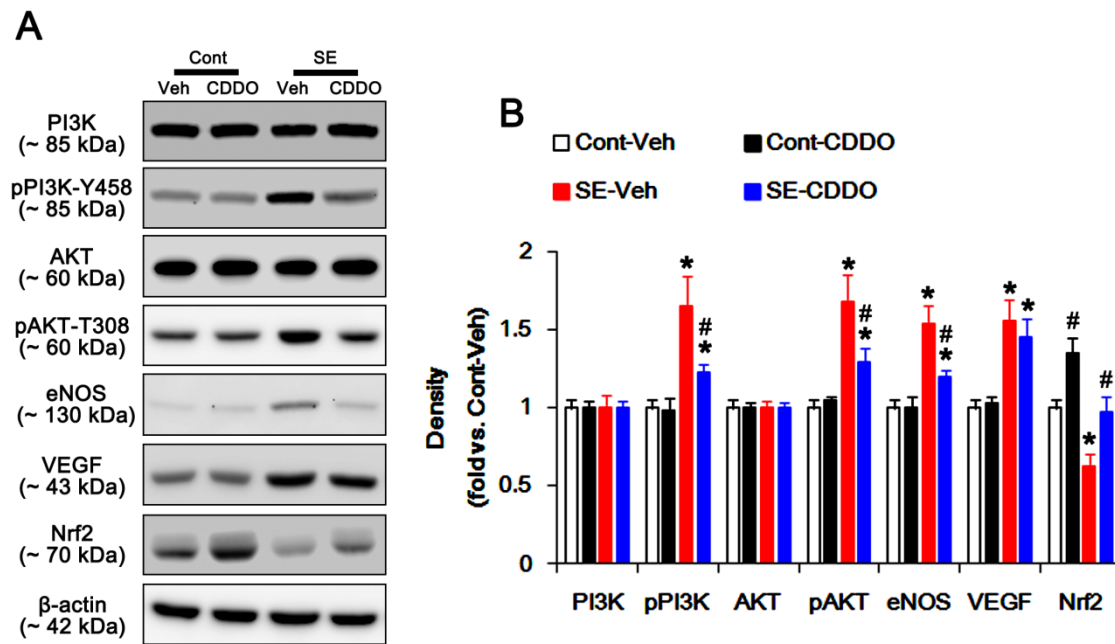 A
Cont SE
Veh CDDO Veh CDDO
PI3K
(~ 85 kDa)
pPI3K-Y458
(~ 85 kDa)
AKT
(~ 60 kDa)
pAKT-T308
(~ 60 kDa)
eNOS
(~ 130 kDa)
VEGF
(~ 43 kDa)
Nrf2
(~ 70 kDa)
β-actin
(~ 42 kDa)
B
Cont-Veh Cont-CDDO
SE-Veh SE-CDDO
Density
(fold vs. Cont-Veh)
2
1.5
1
0.5
0
* # * * # * * # * * * # * #
PI3K pPI3K AKT pAKT eNOS VEGF Nrf2